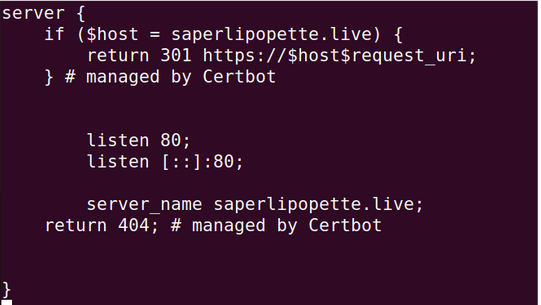 server {
    if ($host = saperlipopette.live) {
        return 301 https://$host$request_uri;
    } # managed by Certbot
        listen 80;
        listen [::]:80;
        server_name saperlipopette.live;
    return 404; # managed by Certbot
}